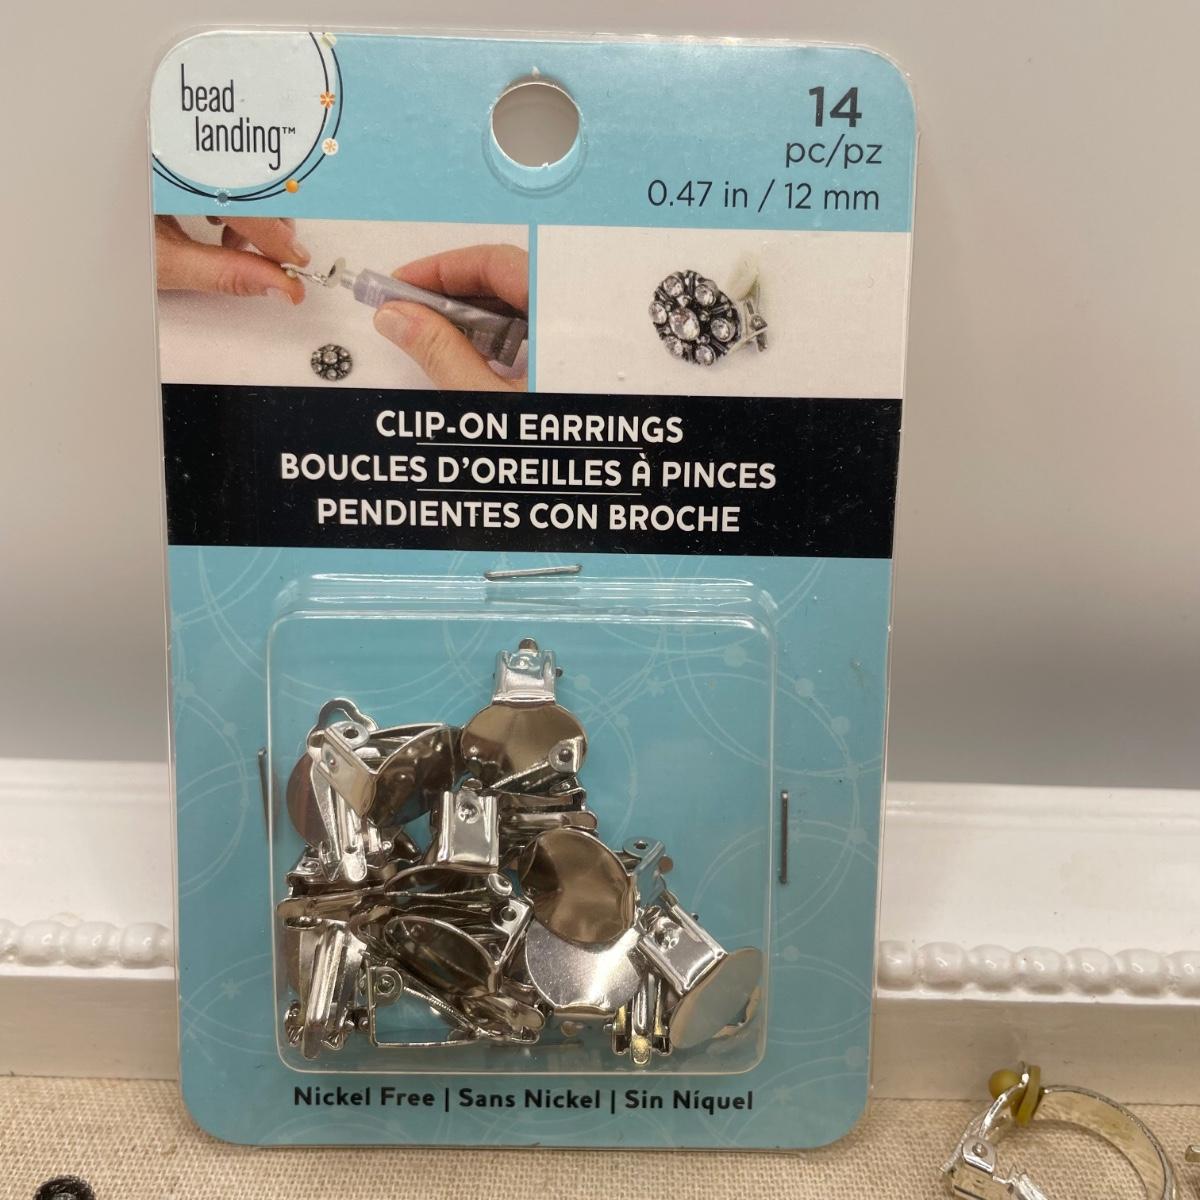 bead
landing™
14
pc/pz
0.47 in / 12 mm
CLIP-ON EARRINGS
BOUCLES D'OREILLES À PINCES
PENDIENTES CON BROCHE
Nickel Free | Sans Nickel | Sin Níquel